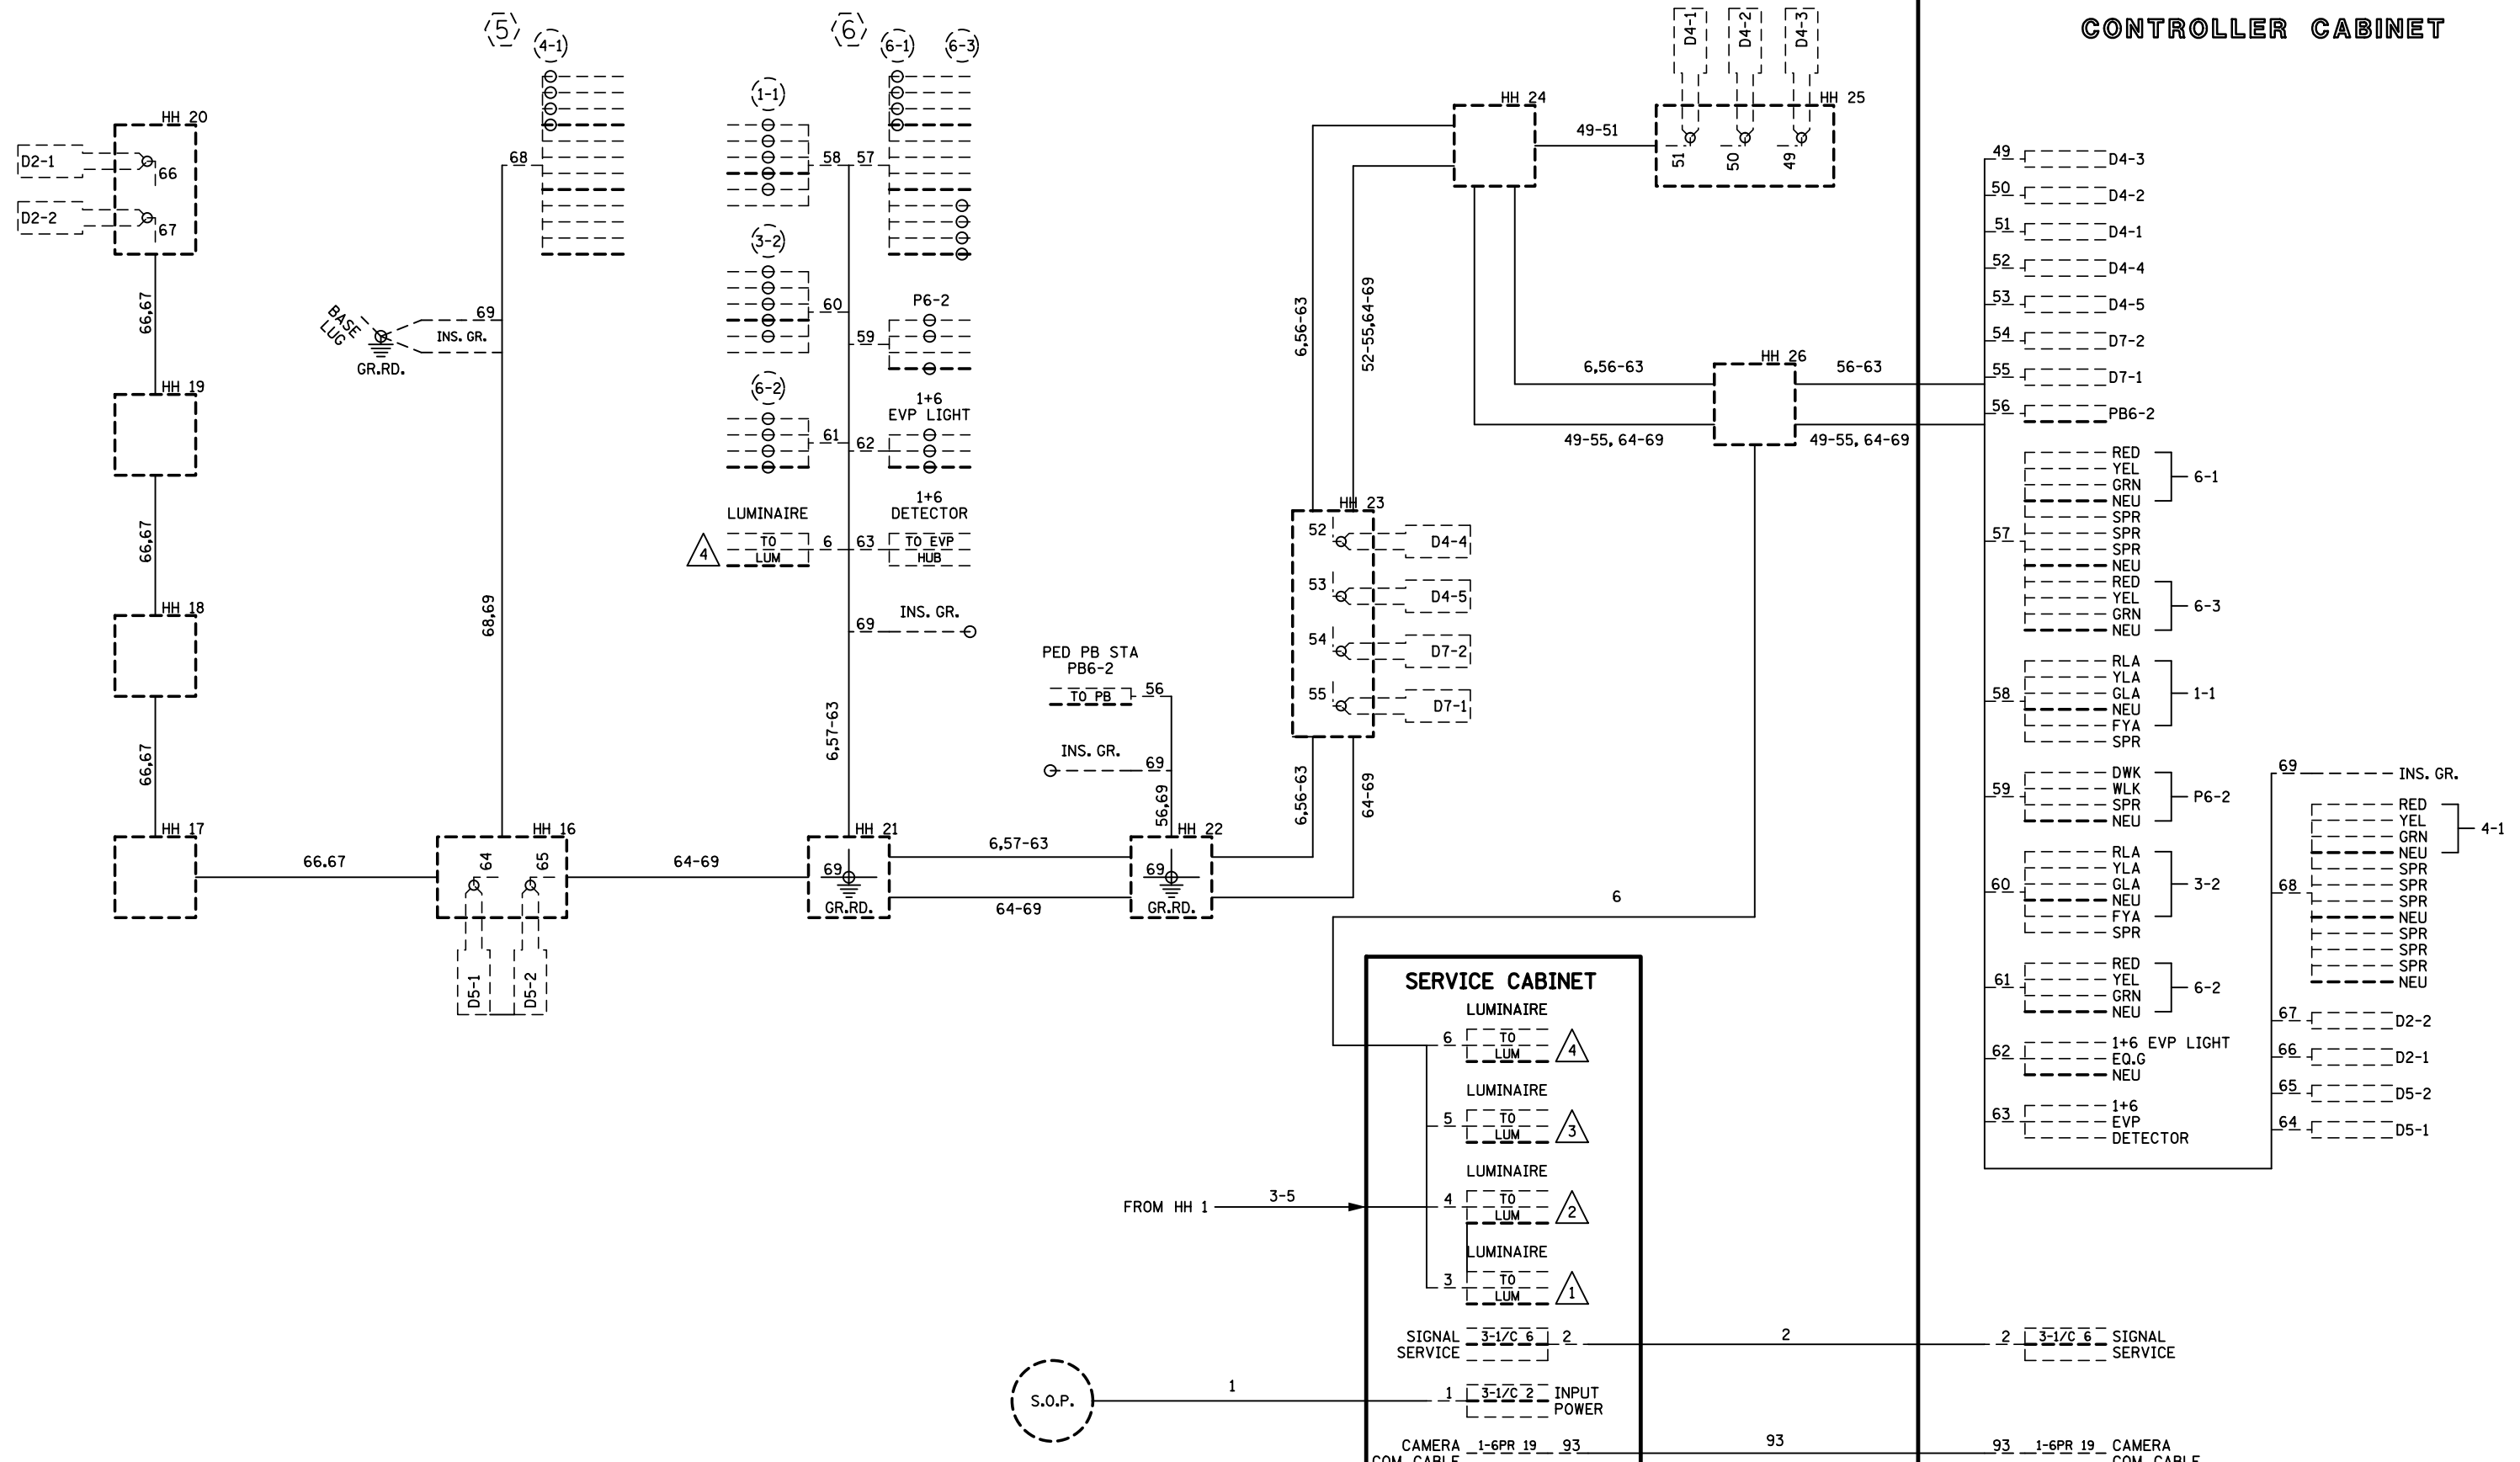 CONTROLLER CABINET
5
4-1
6
6-1
6-3
1-1
HH 20
D2-1
66
D2-2
67
66,67
HH 19
66,67
HH 18
66,67
HH 17
66.67
68
BASE
LUG
69
INS. GR.
GR.RD.
68,69
HH 16
64
65
D5-1
D5-2
64-69
58
57
3-2
60
P6-2
59
6-2
61
1+6
EVP LIGHT
62
LUMINAIRE
4
TO
LUM
6
1+6
DETECTOR
63
TO EVP
HUB
INS. GR.
69
6,57-63
HH 21
69
GR.RD.
6,57-63
64-69
PED PB STA
PB6-2
TO PB
56
INS. GR.
69
56,69
HH 22
69
GR.RD.
6,56-63
64-69
HH 23
52
D4-4
53
D4-5
54
D7-2
55
D7-1
6,56-63
52-55,64-69
HH 24
49-51
D4-1
D4-2
D4-3
HH 25
51
50
49
6,56-63
HH 26
56-63
49-55, 64-69
49-55, 64-69
6
SERVICE CABINET
LUMINAIRE
6
TO
LUM
4
LUMINAIRE
5
TO
LUM
3
LUMINAIRE
FROM HH 1
3-5
4
TO
LUM
2
LUMINAIRE
3
TO
LUM
1
SIGNAL
SERVICE
3-1/C 6
2
2
S.O.P.
1
1
3-1/C 2
INPUT
POWER
CAMERA
COM. CABLE
1-6PR 19
93
93
49
D4-3
50
D4-2
51
D4-1
52
D4-4
53
D4-5
54
D7-2
55
D7-1
56
PB6-2
57
RED
YEL
GRN
NEU
6-1
SPR
SPR
SPR
NEU
RED
YEL
GRN
NEU
6-3
58
RLA
YLA
GLA
NEU
FYA
1-1
SPR
59
DWK
WLK
SPR
NEU
P6-2
60
RLA
YLA
GLA
NEU
FYA
3-2
SPR
61
RED
YEL
GRN
NEU
6-2
62
1+6 EVP LIGHT
EQ.G
NEU
63
1+6
EVP
DETECTOR
69
INS. GR.
68
RED
YEL
GRN
NEU
4-1
SPR
SPR
SPR
NEU
SPR
SPR
SPR
NEU
67
D2-2
66
D2-1
65
D5-2
64
D5-1
2
3-1/C 6
SIGNAL
SERVICE
93
1-6PR 19
CAMERA
COM. CABLE